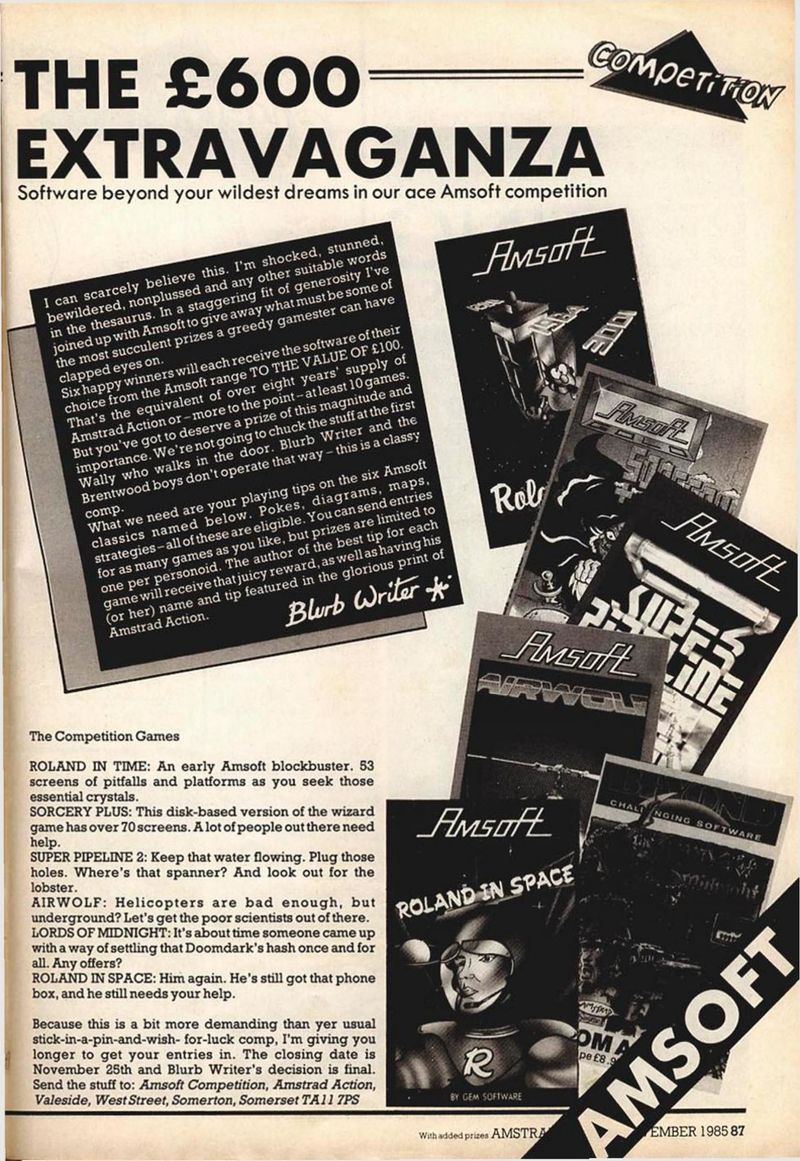 COMPETITION
THE £600
EXTRAVAGANZA
Software beyond your wildest dreams in our ace Amsoft competition
I can scarcely believe this. I'm shocked, stunned,
bewildered, nonplussed and any other suitable words
in the thesaurus. In a staggering fit of generosity I've
joined up with Amsoft to give away what must be some of
the most succulent prizes a greedy gamester can have
clapped eyes on.
Six happy winners will each receive the software of their
choice from the Amsoft range TO THE VALUE OF £100.
That's the equivalent of over eight years' supply of
Amstrad Action or – more to the point – at least 10 games.
But you've got to deserve a prize of this magnitude and
importance. We're not going to chuck the stuff at the first
Wally who walks in the door. Blurb Writer and the
Brentwood boys don't operate that way – this is a classy
comp.
What we need are your playing tips on the six Amsoft
classics named below. Pokes, diagrams, maps,
strategies – all of these are eligible. You can send entries
for as many games as you like, but prizes are limited to
one per personoid. The author of the best tip for each
game will receive that juicy reward, as well as having his
(or her) name and tip featured in the glorious print of
Amstrad Action.
Blurb Writer
Amsoft
Rol
Amsoft
Amsoft
SUPER
PIPELINE
Amsoft
AIRWOL
BEYOND
CHALLENGING SOFTWARE
Amsoft
ROLAND IN SPACE
R
BY GEM SOFTWARE
The Competition Games
ROLAND IN TIME: An early Amsoft blockbuster. 53
screens of pitfalls and platforms as you seek those
essential crystals.
SORCERY PLUS: This disk-based version of the wizard
game has over 70 screens. A lot of people out there need
help.
SUPER PIPELINE 2: Keep that water flowing. Plug those
holes. Where's that spanner? And look out for the
lobster.
AIRWOLF: Helicopters are bad enough, but
underground? Let's get the poor scientists out of there.
LORDS OF MIDNIGHT: It's about time someone came up
with a way of settling that Doomdark's hash once and for
all. Any offers?
ROLAND IN SPACE: Him again. He's still got that phone
box, and he still needs your help.
Because this is a bit more demanding than yer usual
stick-in-a-pin-and-wish- for-luck comp, I'm giving you
longer to get your entries in. The closing date is
November 25th and Blurb Writer's decision is final.
Send the stuff to: Amsoft Competition, Amstrad Action,
Valeside, West Street, Somerton, Somerset TA11 7PS
AMSOFT
With added prizes AMSTRA EMBER 1985 87